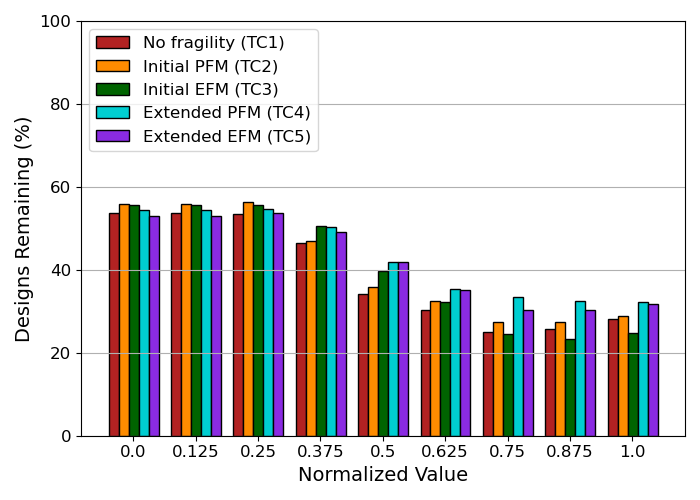 100
80
60
40
20
0
Designs Remaining (%)
No fragility (TC1)
Initial PFM (TC2)
Initial EFM (TC3)
Extended PFM (TC4)
Extended EFM (TC5)
0.0 0.125 0.25 0.375 0.5 0.625 0.75 0.875 1.0
Normalized Value